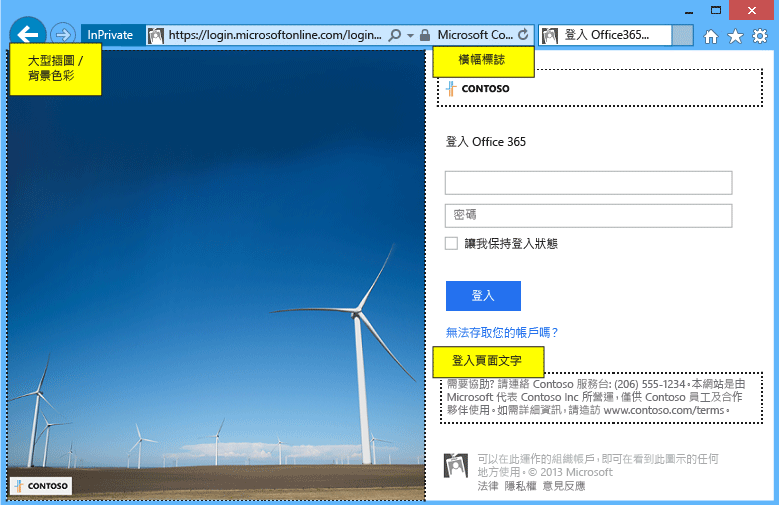 InPrivate
https://login.microsoftonline.com/login...
Microsoft Co...
登入 Office365...
大型插圖 /
背景色彩
橫幅標誌
CONTOSO
登入 Office 365
密碼
讓我保持登入狀態
登入
無法存取您的帳戶嗎?
登入頁面文字
需要協助? 請連絡 Contoso 服務台: (206) 555-1234。本網站是由
Microsoft 代表 Contoso Inc 所營運，僅供 Contoso 員工及合作
夥伴使用。如需詳細資訊，請造訪 www.contoso.com/terms。
可以在此運作的組織帳戶，即可在看到此圖示的任何
地方使用。© 2013 Microsoft
法律 隱私權 意見反應
CONTOSO